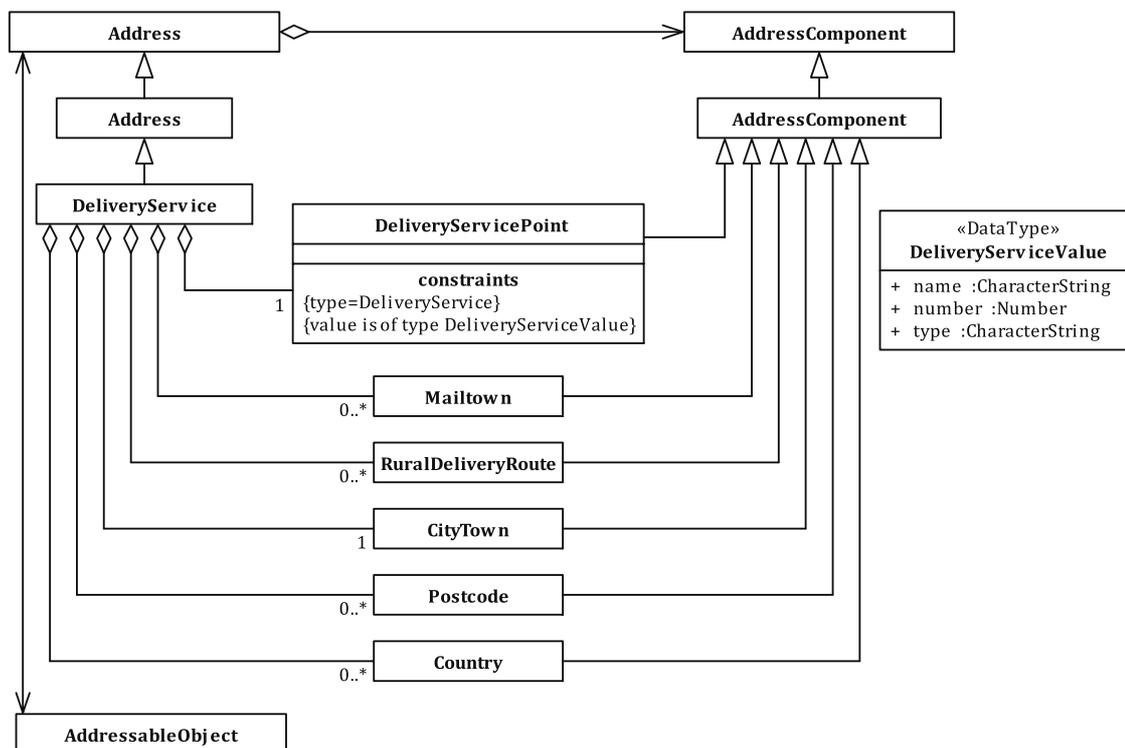 Address
AddressComponent
Address
AddressComponent
DeliveryService
DeliveryServicePoint
constraints
{type=DeliveryService}
{value is of type DeliveryServiceValue}
1
«DataType»
DeliveryServiceValue
+ name :CharacterString
+ number :Number
+ type :CharacterString
Mailtown
0..*
RuralDeliveryRoute
0..*
CityTown
1
Postcode
0..*
Country
0..*
AddressableObject